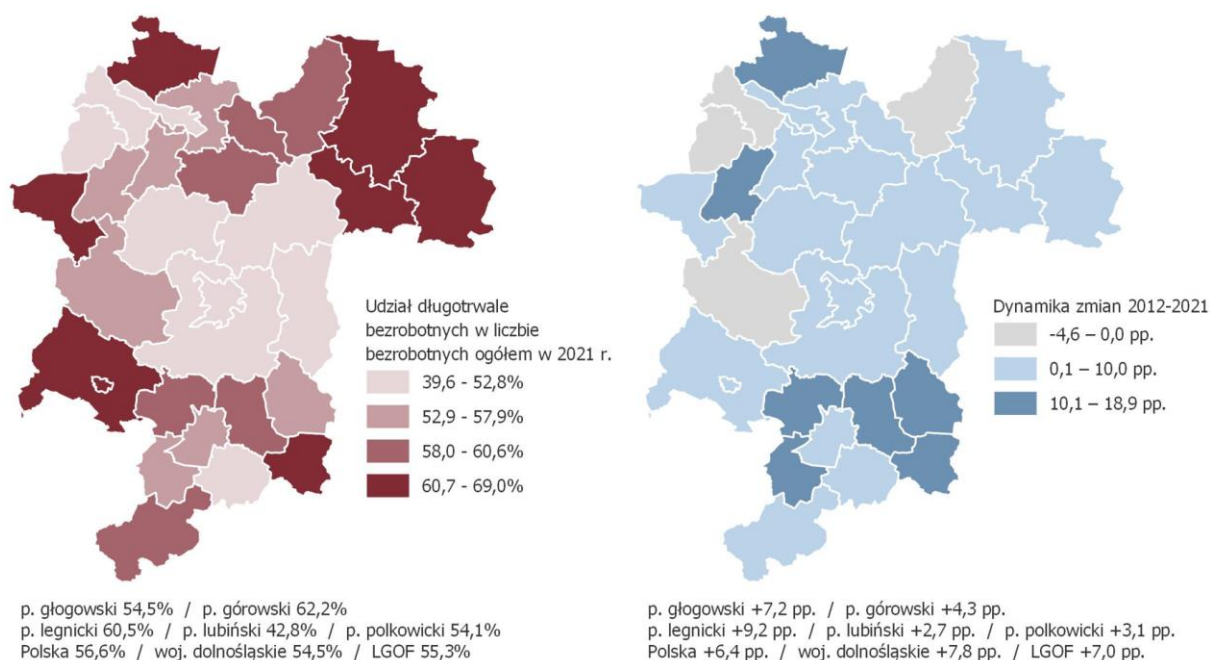 Udział długotrwale
bezrobotnych w liczbie
bezrobotnych ogółem w 2021 r.
39,6 - 52,8%
52,9 - 57,9%
58,0 - 60,6%
60,7 - 69,0%
p. głogowski 54,5% / p. górowski 62,2%
p. legnicki 60,5% / p. lubiński 42,8% / p. polkowicki 54,1%
Polska 56,6% / woj. dolnośląskie 54,5% / LGOF 55,3%
Dynamika zmian 2012-2021
-4,6 – 0,0 pp.
0,1 – 10,0 pp.
10,1 – 18,9 pp.
p. głogowski +7,2 pp. / p. górowski +4,3 pp.
p. legnicki +9,2 pp. / p. lubiński +2,7 pp. / p. polkowicki +3,1 pp.
Polska +6,4 pp. / woj. dolnośląskie +7,8 pp. / LGOF +7,0 pp.